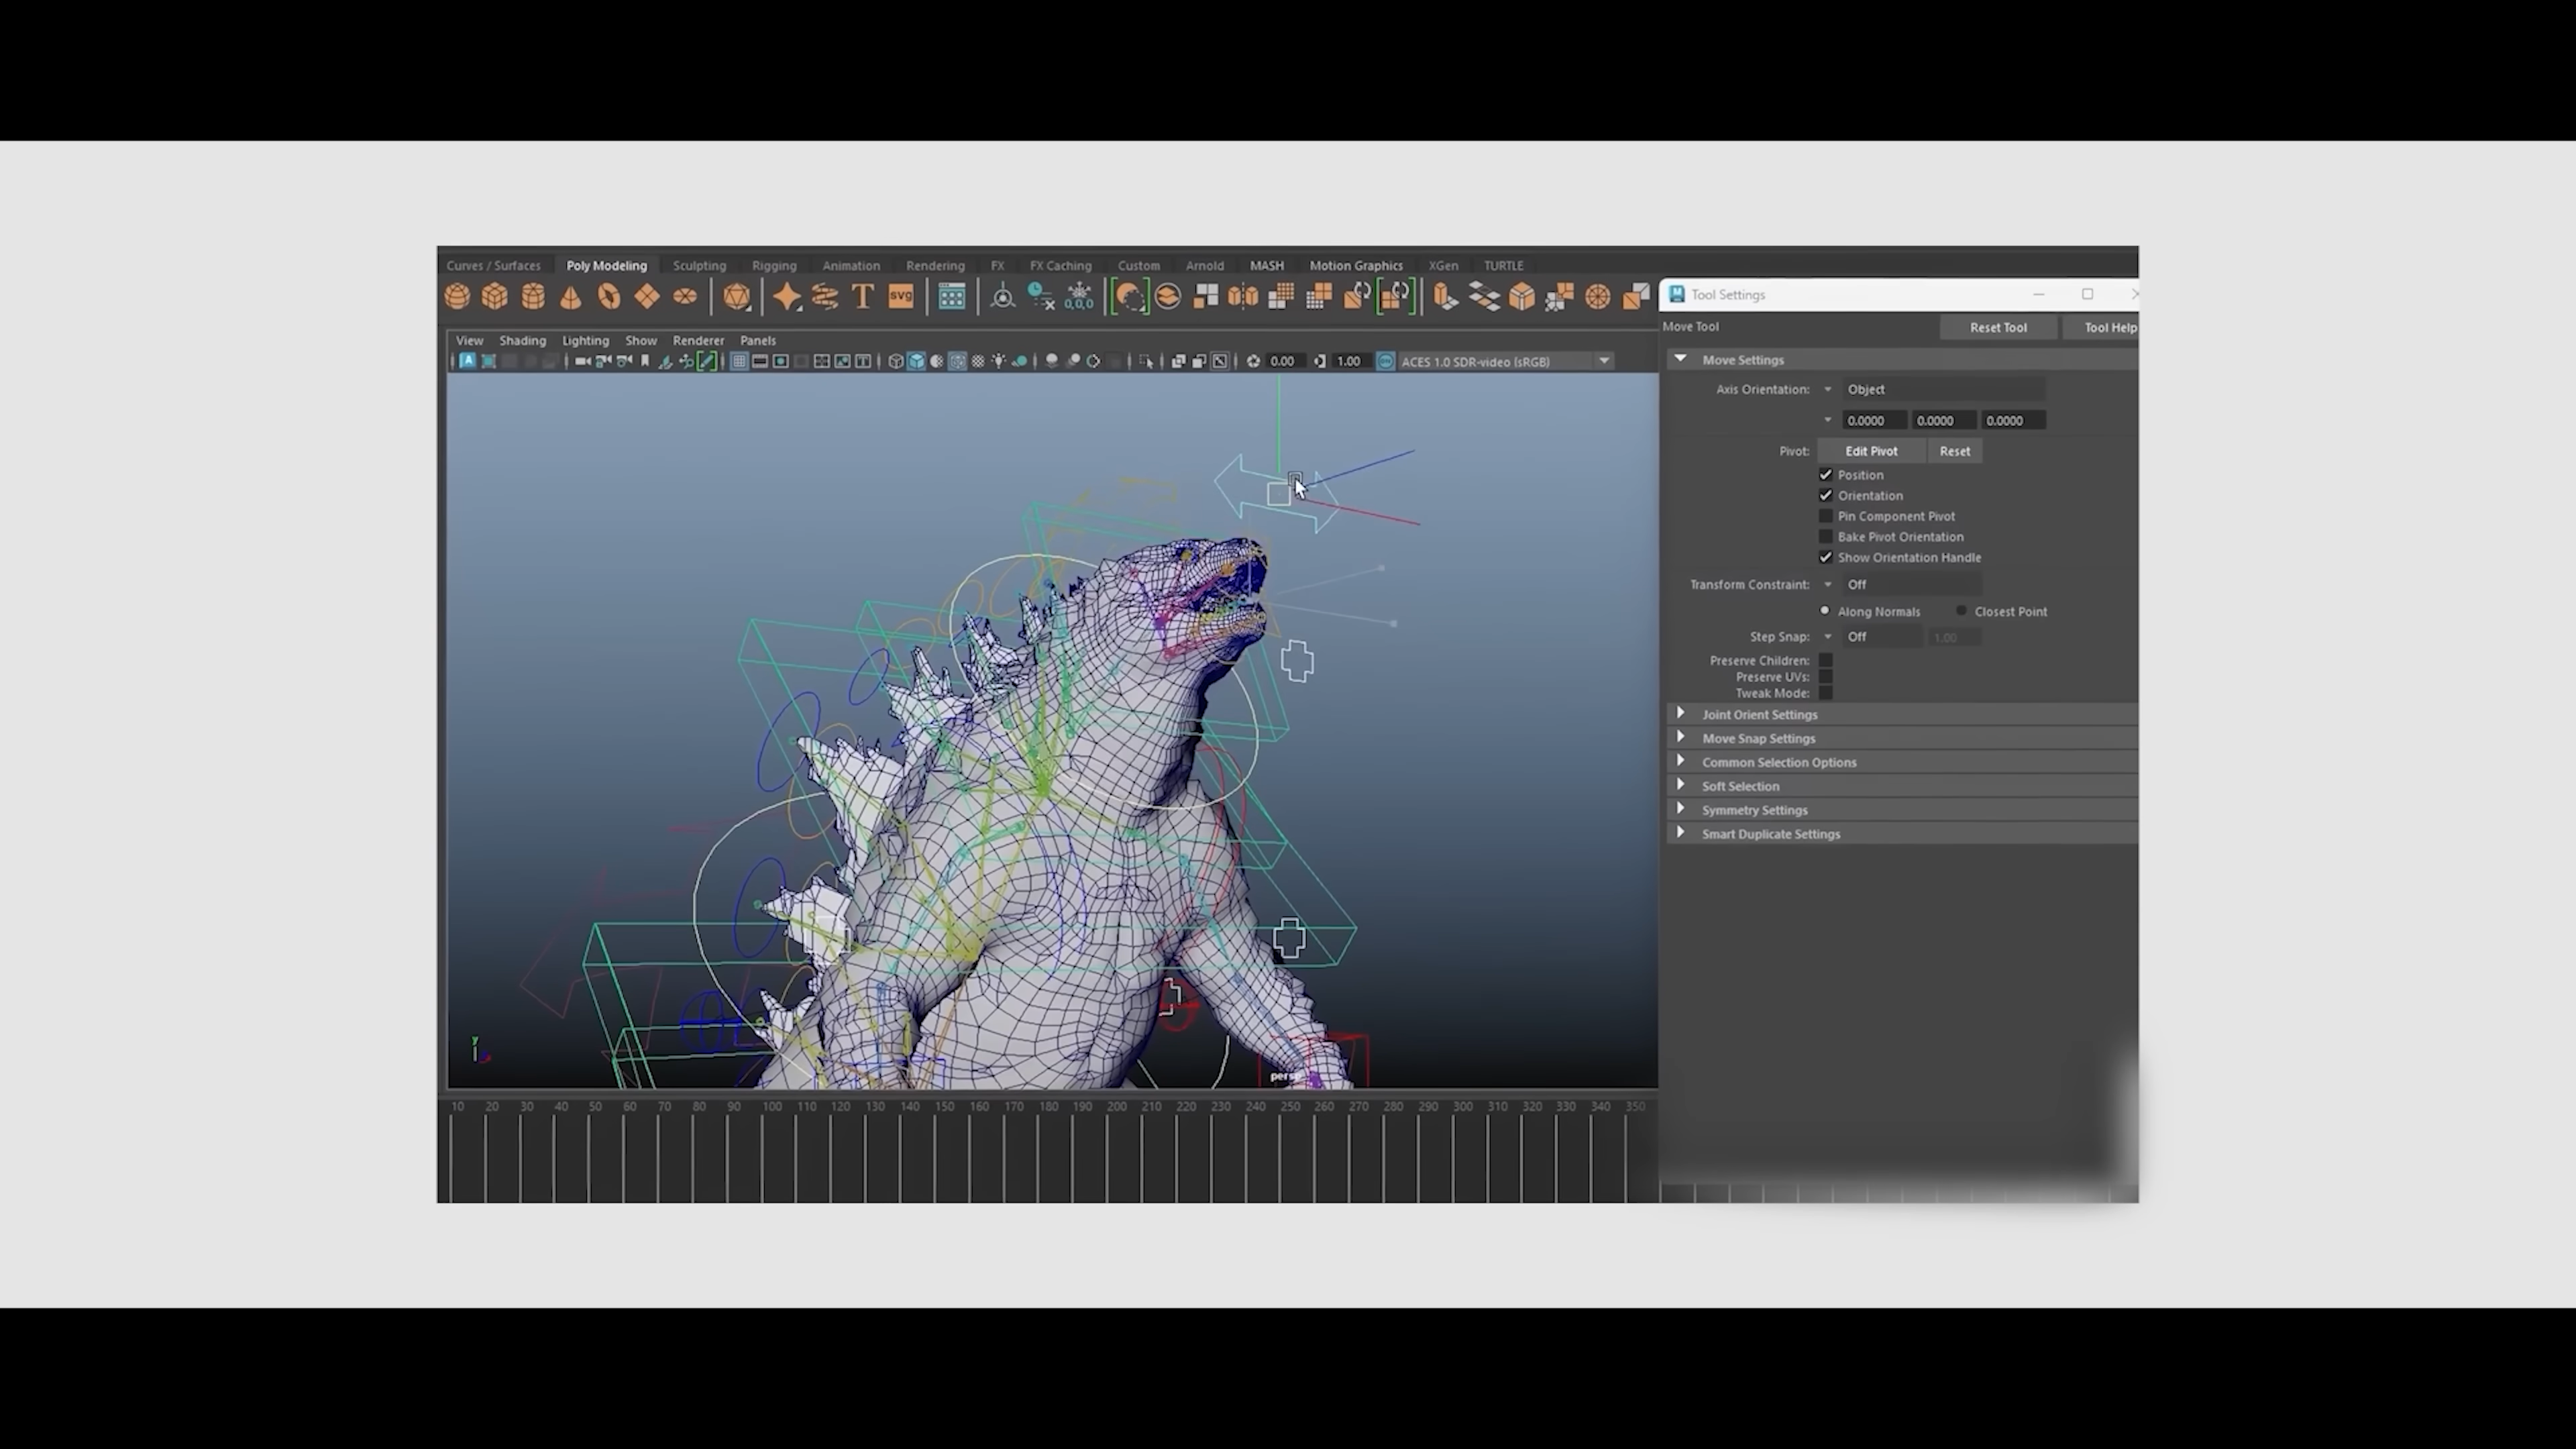 Curves / Surfaces Poly Modeling Sculpting Rigging Animation Rendering FX FX Caching Custom Arnold MASH Motion Graphics XGen TURTLE
T svg 0,0,0
Tool Settings
Move Tool Reset Tool Tool Help
View Shading Lighting Show Renderer Panels
A 0.00 1.00 ACES 1.0 SDR-video (sRGB)
Move Settings
Axis Orientation: Object
0.0000 0.0000 0.0000
Pivot: Edit Pivot Reset
Position
Orientation
Pin Component Pivot
Bake Pivot Orientation
Show Orientation Handle
Transform Constraint: Off
Along Normals Closest Point
Step Snap: Off 1.00
Preserve Children:
Preserve UVs:
Tweak Mode:
Joint Orient Settings
Move Snap Settings
Common Selection Options
Soft Selection
Symmetry Settings
Smart Duplicate Settings
y
persp
10 20 30 40 50 60 70 80 90 100 110 120 130 140 150 160 170 180 190 200 210 220 230 240 250 260 270 280 290 300 310 320 330 340 350